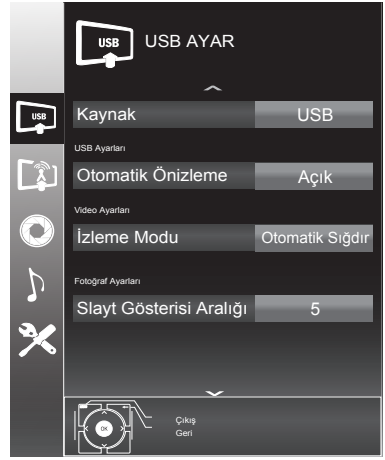 USB
USB AYAR
USB
Kaynak USB
USB Ayarları
Otomatik Önizleme Açık
Video Ayarları
İzleme Modu Otomatik Sığdır
Fotoğraf Ayarları
Slayt Gösterisi Aralığı 5
OK
Çıkış
Geri